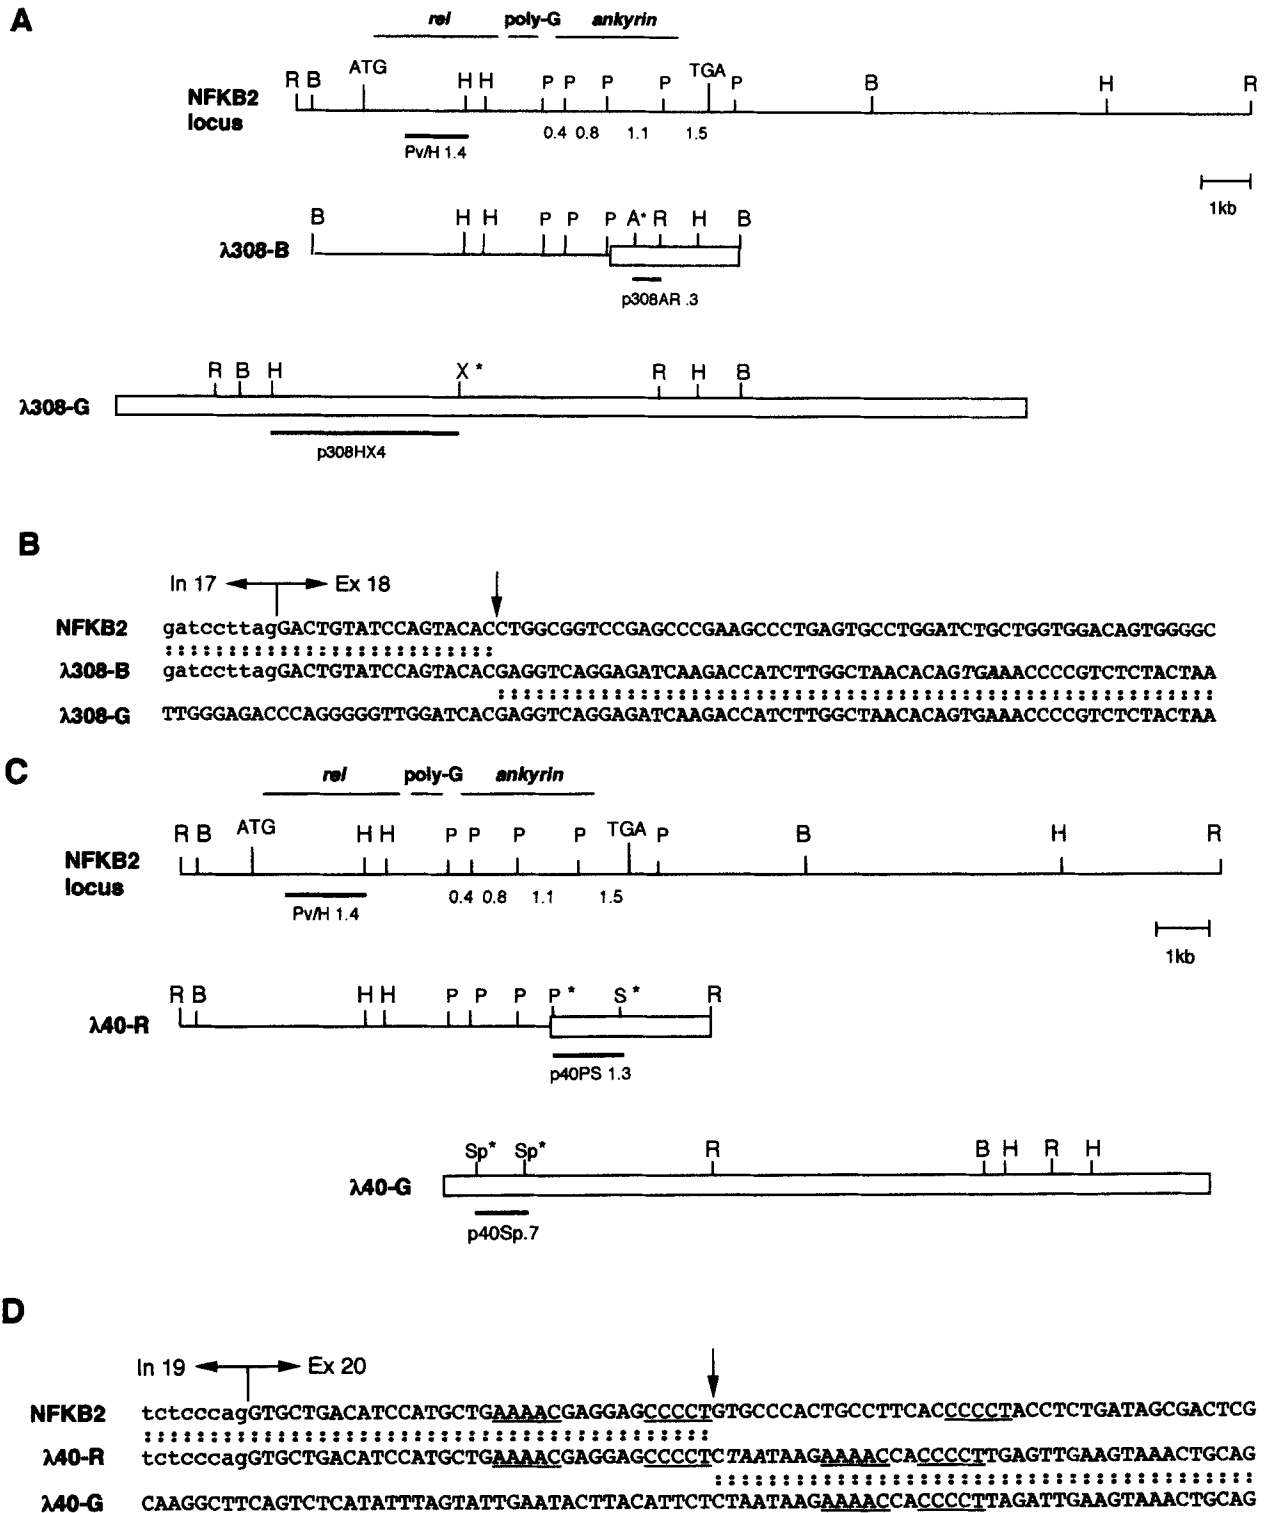 A
rel poly-G ankyrin
R B ATG H H P P P P TGA P B H R
NFKB2
locus
0.4 0.8 1.1 1.5
Pv/H 1.4
1kb
B H H P P P A* R H B
λ308-B
p308AR .3
R B H X * R H B
λ308-G
p308HX4
B
In 17 Ex 18
NFKB2 gatccttagGACTGTATCCAGTACACCTGGCGGTCCGAGCCCGAAGCCCTGAGTGCCTGGATCTGCTGGTGGACAGTGGGGC
λ308-B gatccttagGACTGTATCCAGTACACGAGGTCAGGAGATCAAGACCATCTTGGCTAACACAGTGAAACCCCGTCTCTACTAA
λ308-G TTGGGAGACCCAGGGGGTTGGATCACGAGGTCAGGAGATCAAGACCATCTTGGCTAACACAGTGAAACCCCGTCTCTACTAA
C
rel poly-G ankyrin
R B ATG H H P P P P TGA P B H R
NFKB2
locus
0.4 0.8 1.1 1.5
Pv/H 1.4
1kb
R B H H P P P P * S * R
λ40-R
p40PS 1.3
Sp* Sp* R B H R H
λ40-G
p40Sp.7
D
In 19 Ex 20
NFKB2 tctcccagGTGCTGACATCCATGCTGAAAACGAGGAGCCCCTGTGCCCACTGCCTTCACCCCCTACCTCTGATAGCGACTCG
λ40-R tctcccagGTGCTGACATCCATGCTGAAAACGAGGAGCCCCTCTAATAAGAAAACCACCCCTTGAGTTGAAGTAAACTGCAG
λ40-G CAAGGCTTCAGTCTCATATTTAGTATTGAATACTTACATTCTCTAATAAGAAAACCACCCCTTAGATTGAAGTAAACTGCAG